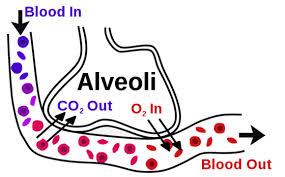 Blood In
Alveoli
CO₂ Out
O₂ In
Blood Out